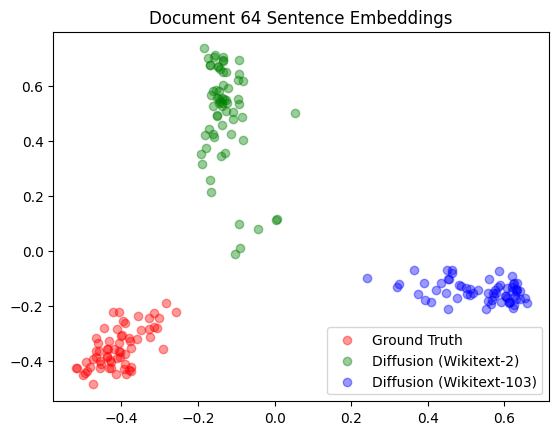 Document 64 Sentence Embeddings
0.6
0.4
0.2
0.0
−0.2
−0.4
Ground Truth
Diffusion (Wikitext-2)
Diffusion (Wikitext-103)
−0.4 −0.2 0.0 0.2 0.4 0.6